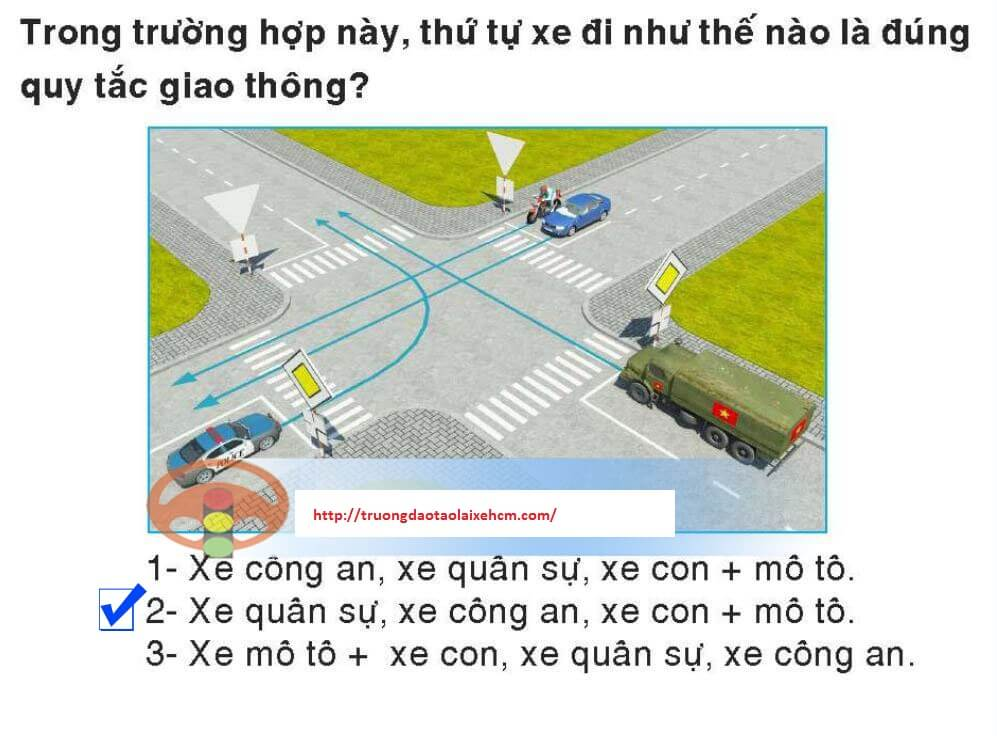 Trong trường hợp này, thứ tự xe đi như thế nào là đúng
quy tắc giao thông?
POLICE
http://truongdaotaolaixehcm.com/
1- Xe công an, xe quân sự, xe con + mô tô.
2- Xe quân sự, xe công an, xe con + mô tô.
3- Xe mô tô + xe con, xe quân sự, xe công an.